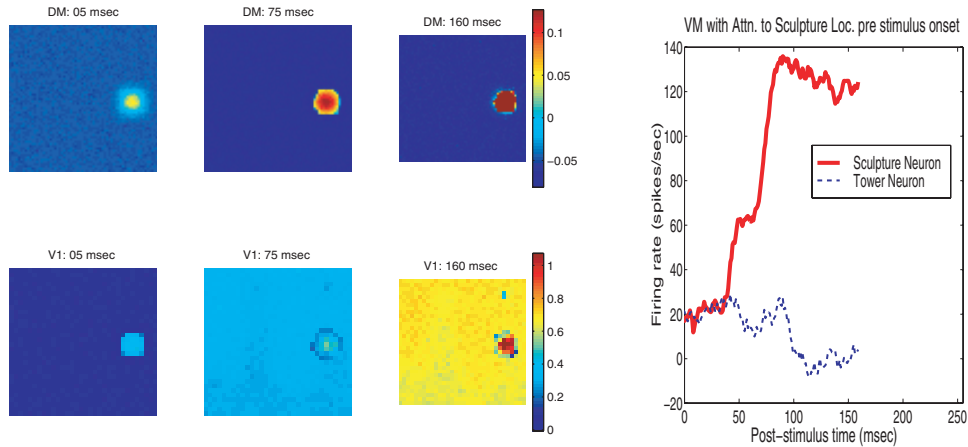 DM: 05 msec
DM: 75 msec
DM: 160 msec
0.1
0.05
0
-0.05
V1: 05 msec
V1: 75 msec
V1: 160 msec
1
0.8
0.6
0.4
0.2
0
VM with Attn. to Sculpture Loc. pre stimulus onset
Firing rate (spikes/sec)
140
120
100
80
60
40
20
0
−20
Sculpture Neuron
Tower Neuron
0 50 100 150 200 250
Post−stimulus time (msec)